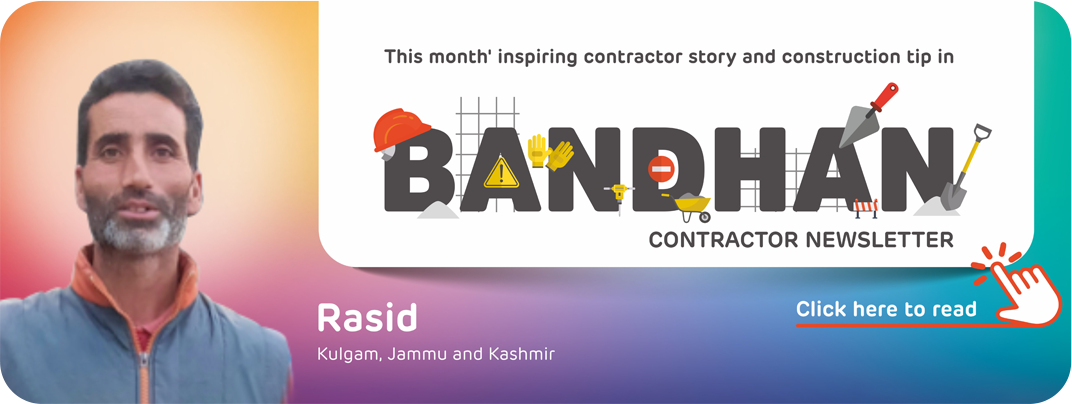 This month' inspiring contractor story and construction tip in
BANDHAN
CONTRACTOR NEWSLETTER
Rasid
Kulgam, Jammu and Kashmir
Click here to read